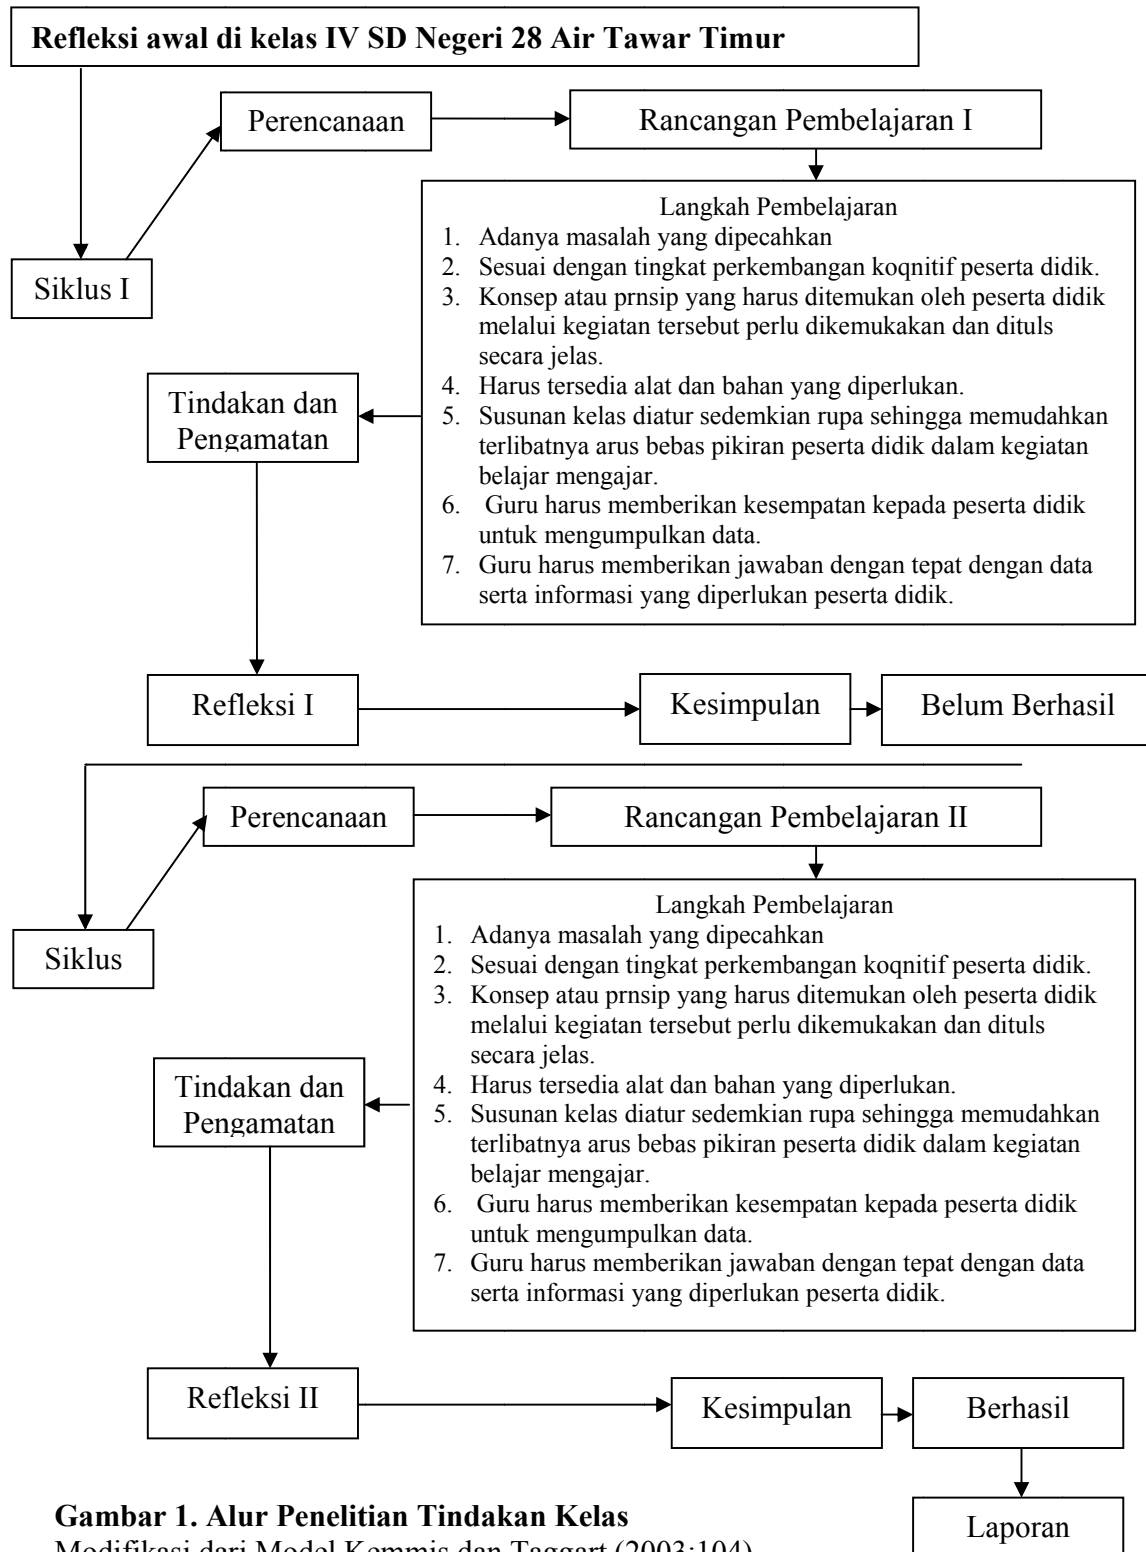 Refleksi awal di kelas IV SD Negeri 28 Air Tawar Timur
Perencanaan
Rancangan Pembelajaran I
Siklus I
Langkah Pembelajaran
1. Adanya masalah yang dipecahkan
2. Sesuai dengan tingkat perkembangan koqnitif peserta didik.
3. Konsep atau prnsip yang harus ditemukan oleh peserta didik
melalui kegiatan tersebut perlu dikemukakan dan dituls
secara jelas.
4. Harus tersedia alat dan bahan yang diperlukan.
5. Susunan kelas diatur sedemkian rupa sehingga memudahkan
terlibatnya arus bebas pikiran peserta didik dalam kegiatan
belajar mengajar.
6. Guru harus memberikan kesempatan kepada peserta didik
untuk mengumpulkan data.
7. Guru harus memberikan jawaban dengan tepat dengan data
serta informasi yang diperlukan peserta didik.
Tindakan dan
Pengamatan
Refleksi I
Kesimpulan
Belum Berhasil
Perencanaan
Rancangan Pembelajaran II
Siklus
Langkah Pembelajaran
1. Adanya masalah yang dipecahkan
2. Sesuai dengan tingkat perkembangan koqnitif peserta didik.
3. Konsep atau prnsip yang harus ditemukan oleh peserta didik
melalui kegiatan tersebut perlu dikemukakan dan dituls
secara jelas.
4. Harus tersedia alat dan bahan yang diperlukan.
5. Susunan kelas diatur sedemkian rupa sehingga memudahkan
terlibatnya arus bebas pikiran peserta didik dalam kegiatan
belajar mengajar.
6. Guru harus memberikan kesempatan kepada peserta didik
untuk mengumpulkan data.
7. Guru harus memberikan jawaban dengan tepat dengan data
serta informasi yang diperlukan peserta didik.
Tindakan dan
Pengamatan
Refleksi II
Kesimpulan
Berhasil
Laporan
Gambar 1. Alur Penelitian Tindakan Kelas
Modifikasi dari Model Kemmis dan Taggart (2003:104)